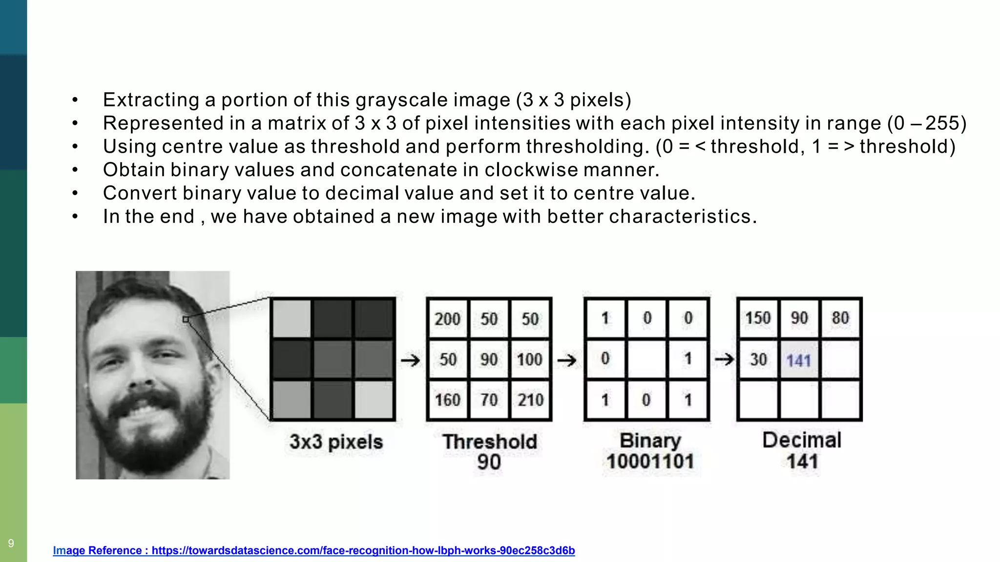 • Extracting a portion of this grayscale image (3 x 3 pixels)
• Represented in a matrix of 3 x 3 of pixel intensities with each pixel intensity in range (0 – 255)
• Using centre value as threshold and perform thresholding. (0 = < threshold, 1 = > threshold)
• Obtain binary values and concatenate in clockwise manner.
• Convert binary value to decimal value and set it to centre value.
• In the end , we have obtained a new image with better characteristics.
200 50 50
50 90 100
160 70 210
1 0 0
0 1
1 0 1
150 90 80
30 141
3x3 pixels
Threshold
90
Binary
10001101
Decimal
141
9
Image Reference : https://towardsdatascience.com/face-recognition-how-lbph-works-90ec258c3d6b